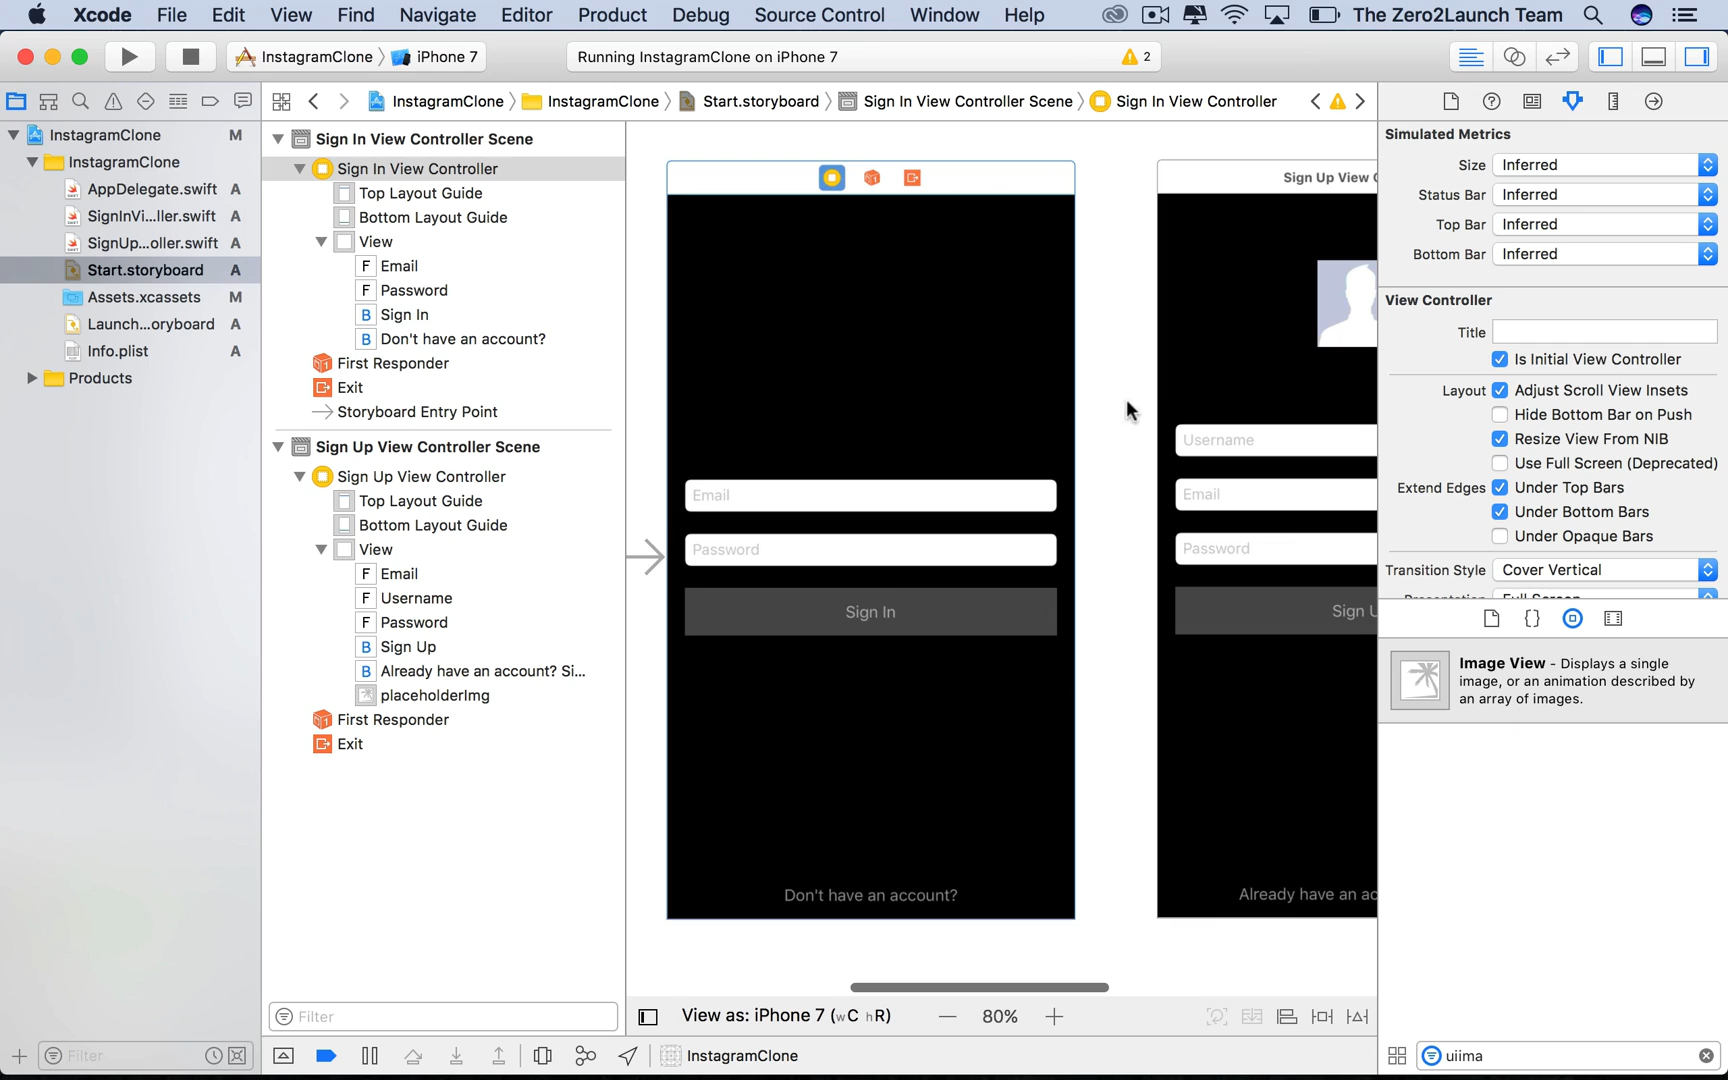 Xcode File Edit View Find Navigate Editor Product Debug Source Control Window Help The Zero2Launch Team
InstagramClone iPhone 7 Running InstagramClone on iPhone 7 2
InstagramClone InstagramClone Start.storyboard Sign In View Controller Scene Sign In View Controller
InstagramClone M
InstagramClone
AppDelegate.swift A
SignInVi...ller.swift A
SignUp...oller.swift A
Start.storyboard A
Assets.xcassets M
Launch...oryboard A
Info.plist A
Products
Filter
Sign In View Controller Scene
Sign In View Controller
Top Layout Guide
Bottom Layout Guide
View
F Email
F Password
B Sign In
B Don't have an account?
First Responder
Exit
Storyboard Entry Point
Sign Up View Controller Scene
Sign Up View Controller
Top Layout Guide
Bottom Layout Guide
View
F Email
F Username
F Password
B Sign Up
B Already have an account? Si...
placeholderImg
First Responder
Exit
Filter
Email
Password
Sign In
Don't have an account?
Sign Up View C
Username
Email
Password
Sign U
Already have an ac
View as: iPhone 7 (wC hR) 80%
InstagramClone
Simulated Metrics
Size Inferred
Status Bar Inferred
Top Bar Inferred
Bottom Bar Inferred
View Controller
Title
Is Initial View Controller
Layout Adjust Scroll View Insets
Hide Bottom Bar on Push
Resize View From NIB
Use Full Screen (Deprecated)
Extend Edges Under Top Bars
Under Bottom Bars
Under Opaque Bars
Transition Style Cover Vertical
Image View - Displays a single
image, or an animation described by
an array of images.
uiima